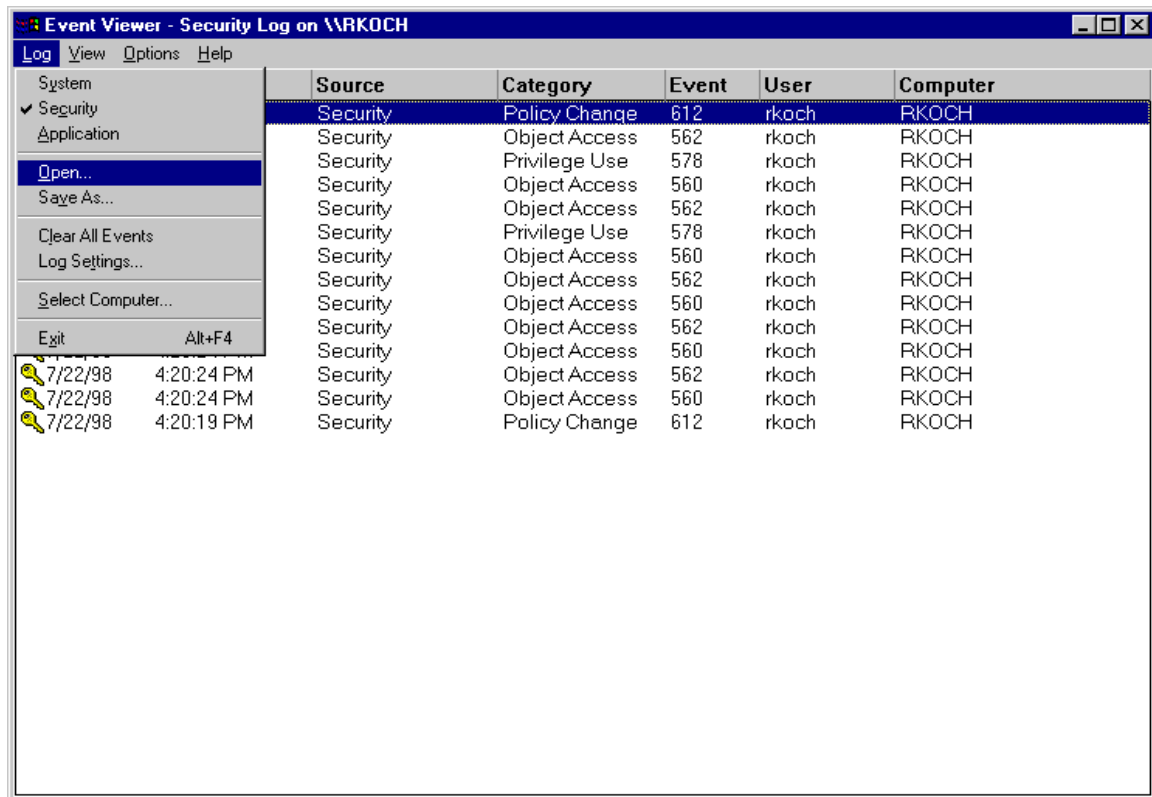 Event Viewer - Security Log on \\RKOCH
Log View Options Help
Source Category Event User Computer
System
Security
Application
Open...
Save As...
Clear All Events
Log Settings...
Select Computer...
Exit Alt+F4
Security Policy Change 612 rkoch RKOCH
Security Object Access 562 rkoch RKOCH
Security Privilege Use 578 rkoch RKOCH
Security Object Access 560 rkoch RKOCH
Security Object Access 562 rkoch RKOCH
Security Privilege Use 578 rkoch RKOCH
Security Object Access 560 rkoch RKOCH
Security Object Access 562 rkoch RKOCH
Security Object Access 560 rkoch RKOCH
Security Object Access 562 rkoch RKOCH
Security Object Access 560 rkoch RKOCH
7/22/98 4:20:24 PM Security Object Access 562 rkoch RKOCH
7/22/98 4:20:24 PM Security Object Access 560 rkoch RKOCH
7/22/98 4:20:19 PM Security Policy Change 612 rkoch RKOCH